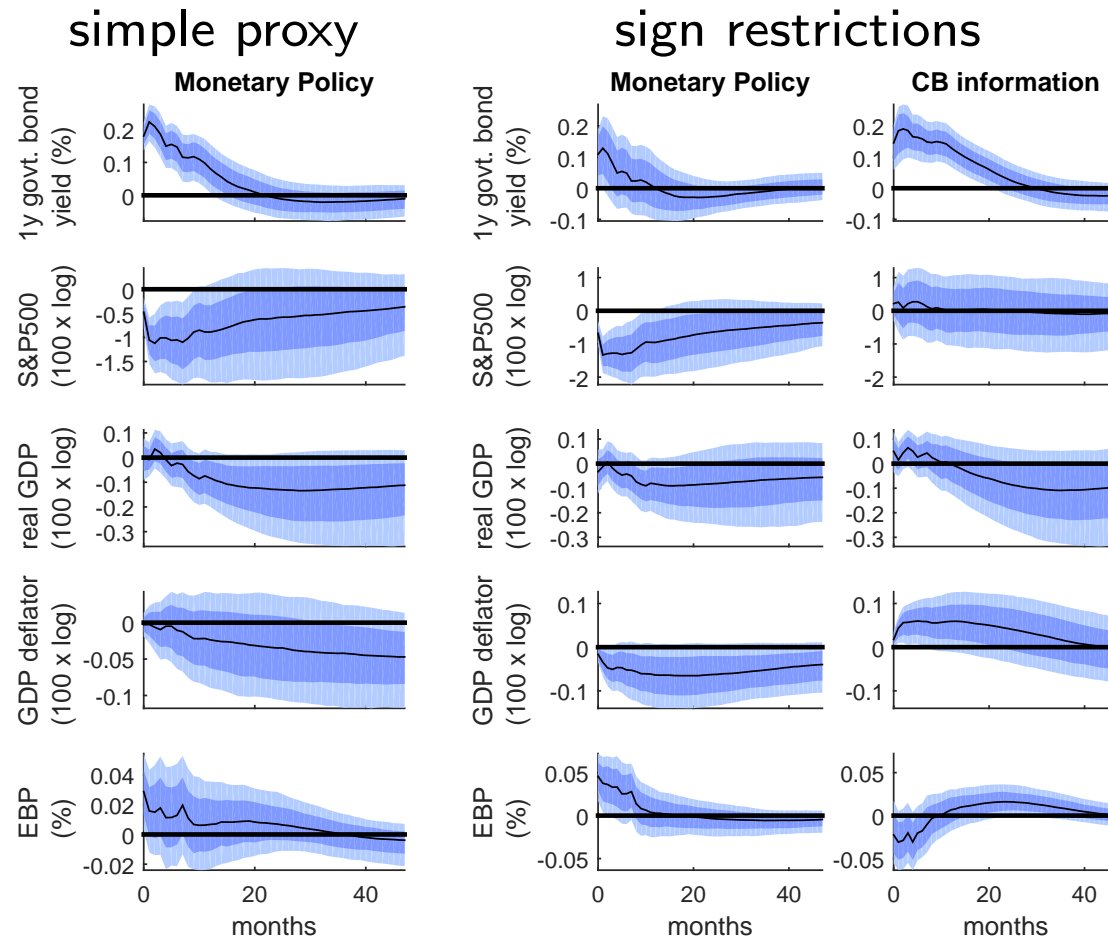 simple proxy
sign restrictions
Monetary Policy
Monetary Policy
CB information
1y govt. bond
yield (%)
0.2
0.1
0
1y govt. bond
yield (%)
0.2
0.1
0
-0.1
0.2
0.1
0
-0.1
S&P500
(100 x log)
0
-0.5
-1
-1.5
S&P500
(100 x log)
1
0
-1
-2
1
0
-1
-2
real GDP
(100 x log)
0.1
0
-0.1
-0.2
-0.3
real GDP
(100 x log)
0.1
0
-0.1
-0.2
-0.3
0.1
0
-0.1
-0.2
-0.3
GDP deflator
(100 x log)
0
-0.05
-0.1
GDP deflator
(100 x log)
0.1
0
-0.1
0.1
0
-0.1
EBP
(%)
0.04
0.02
0
-0.02
EBP
(%)
0.05
0
-0.05
0.05
0
-0.05
0 20 40
months
0 20 40
months
0 20 40
months